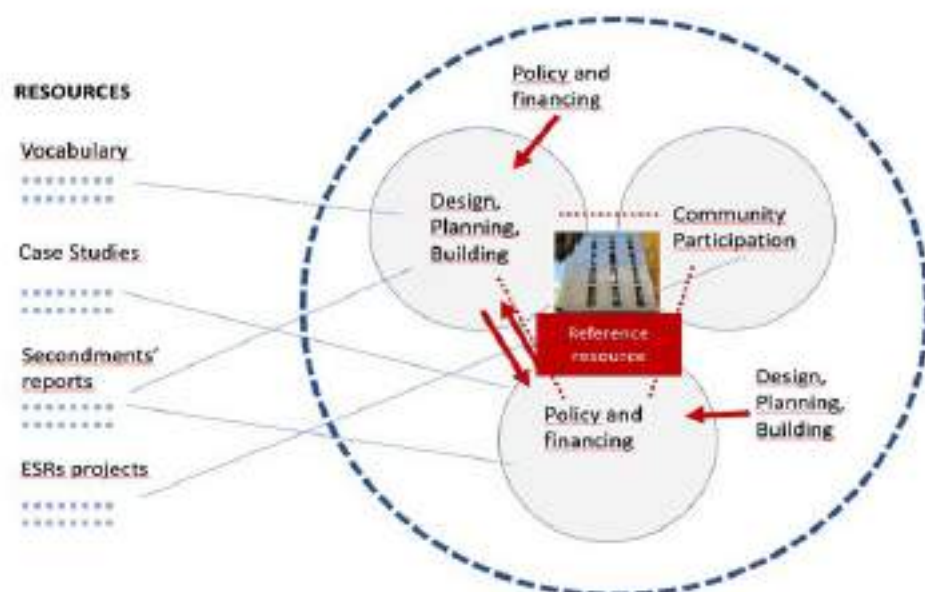 RESOURCES
Vocabulary
Case Studies
Secondments'
reports
ESRs projects
Policy and
financing
Design,
Planning,
Building
Community
Participation
Reference
resource
Policy and
financing
Design,
Planning,
Building